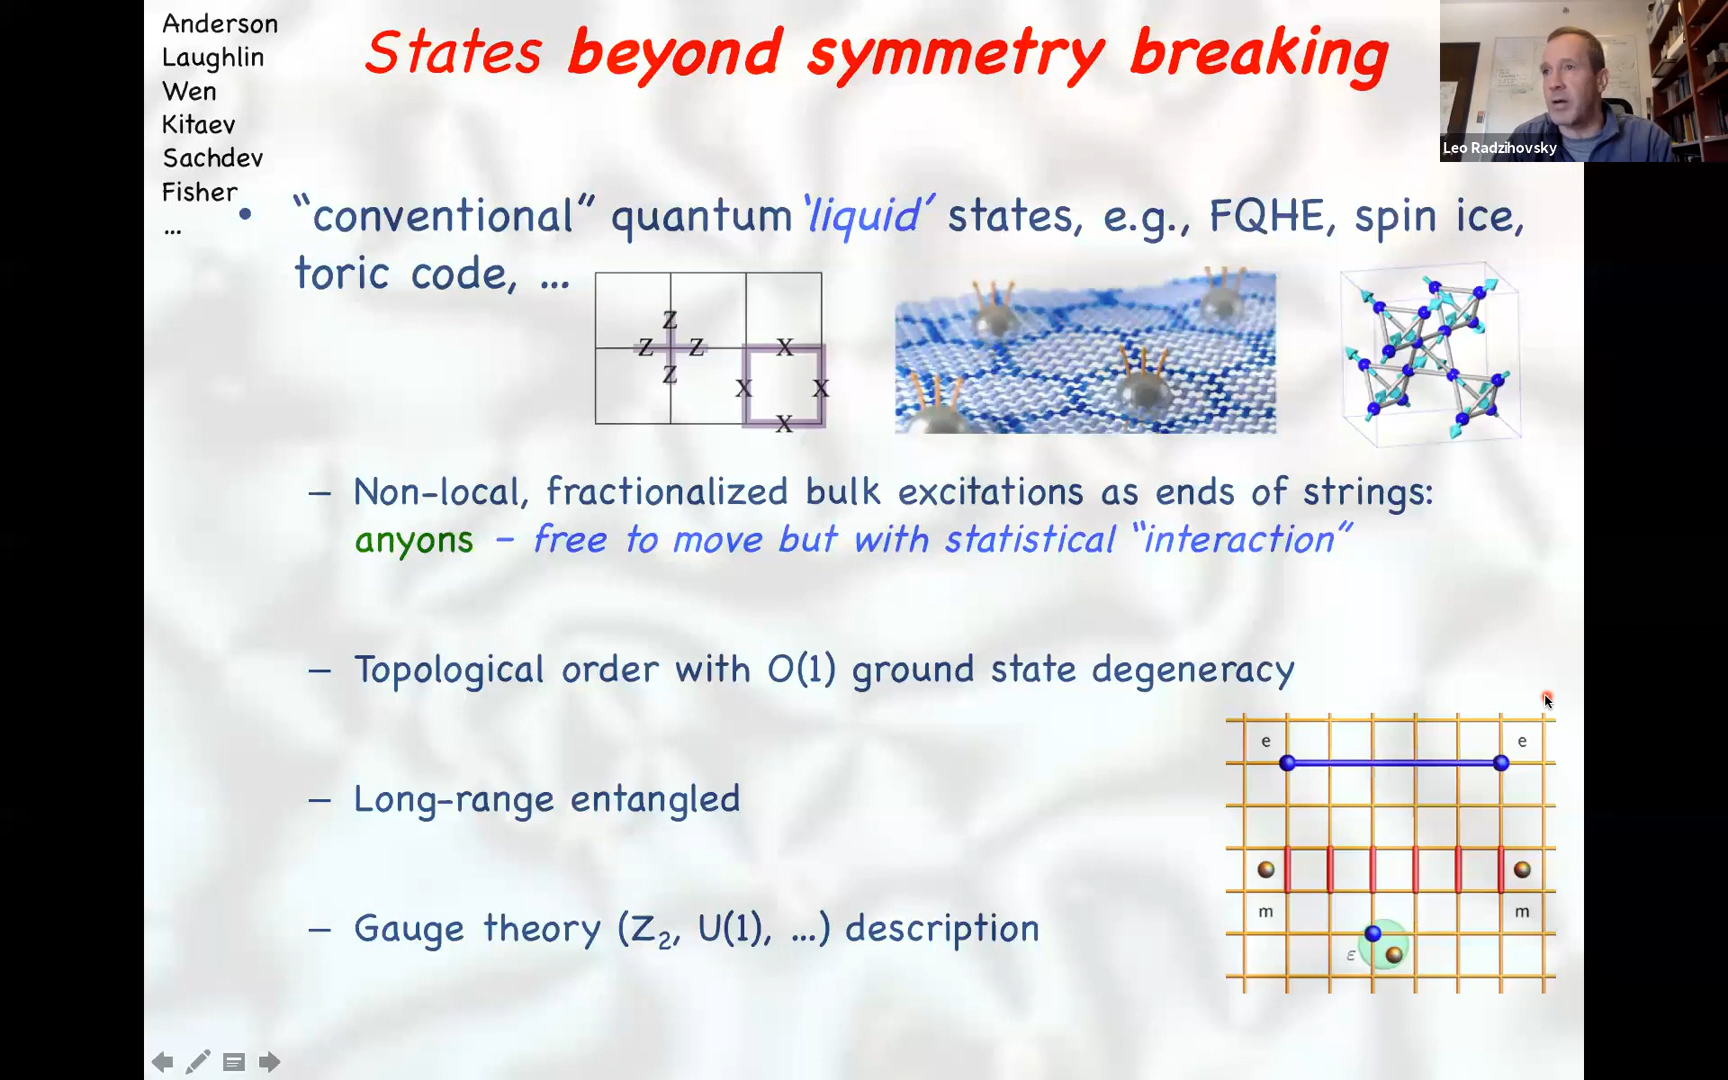 Anderson
Laughlin
Wen
Kitaev
Sachdev
Fisher
...
States beyond symmetry breaking
Leo Radzihovsky
• “conventional” quantum ‘liquid’ states, e.g., FQHE, spin ice,
toric code, ...
Z
Z Z X
Z X X
X
– Non-local, fractionalized bulk excitations as ends of strings:
anyons – free to move but with statistical “interaction”
– Topological order with O(1) ground state degeneracy
e e
– Long-range entangled
m m
– Gauge theory (Z₂, U(1), ...) description
ε